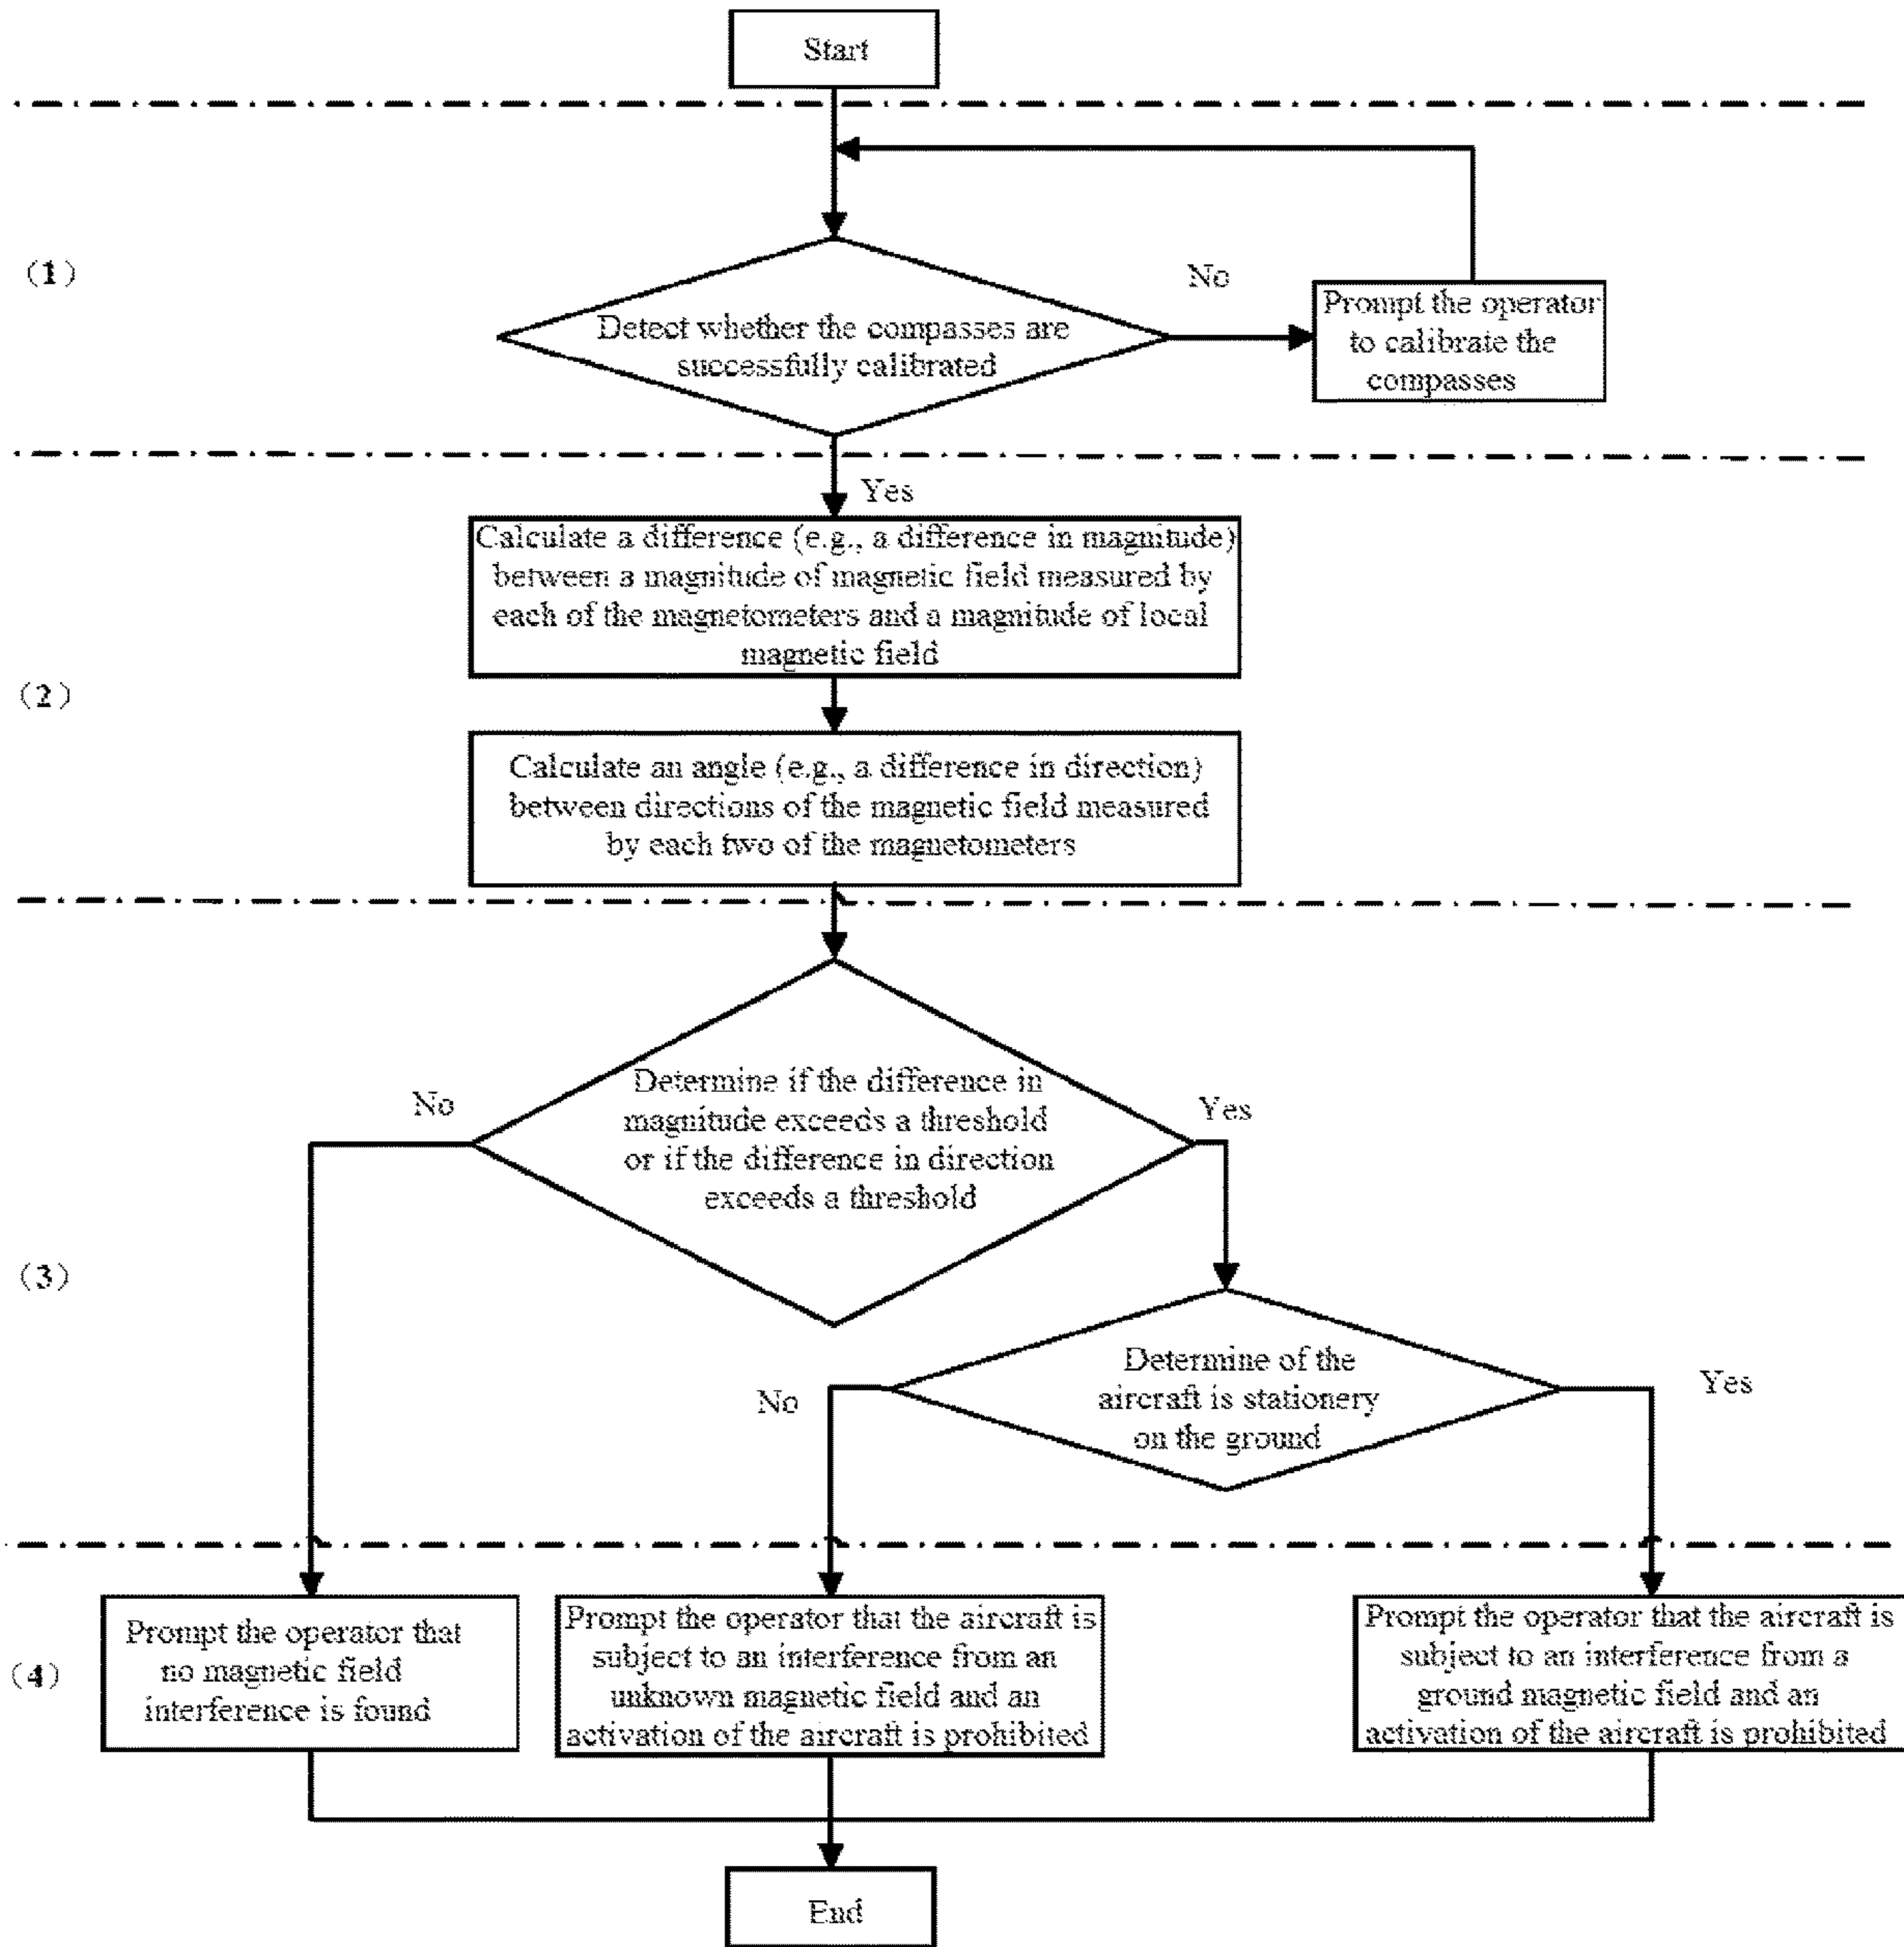 Start
(1)
No
Detect whether the compasses are
successfully calibrated
Prompt the operator
to calibrate the
compasses
Yes
Calculate a difference (e.g., a difference in magnitude)
between a magnitude of magnetic field measured by
each of the magnetometers and a magnitude of local
magnetic field
(2)
Calculate an angle (e.g., a difference in direction)
between directions of the magnetic field measured
by each two of the magnetometers
No
Determine if the difference in
magnitude exceeds a threshold
or if the difference in direction
exceeds a threshold
Yes
(3)
No
Determine of the
aircraft is stationery
on the ground
Yes
(4)
Prompt the operator that
no magnetic field
interference is found
Prompt the operator that the aircraft is
subject to an interference from an
unknown magnetic field and an
activation of the aircraft is prohibited
Prompt the operator that the aircraft is
subject to an interference from a
ground magnetic field and an
activation of the aircraft is prohibited
End